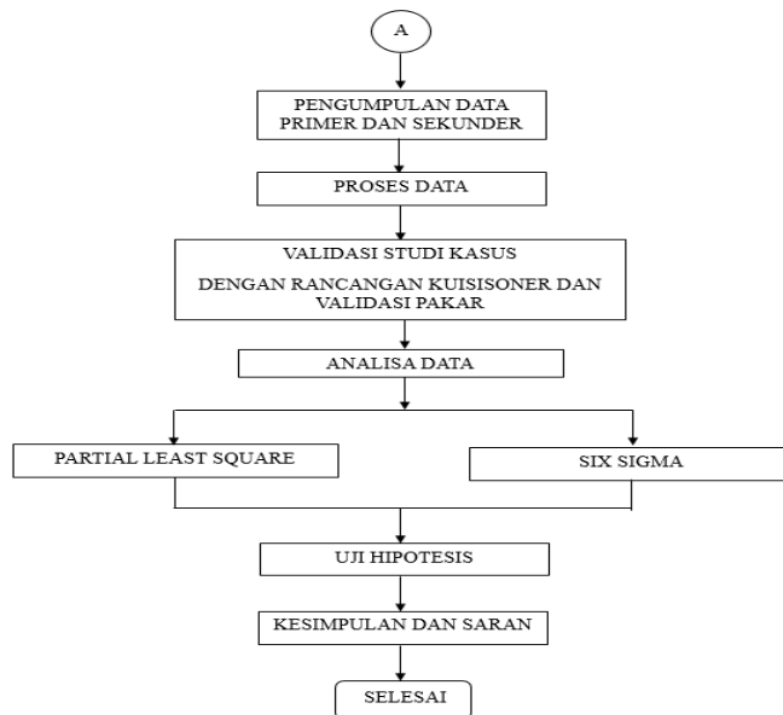 A
PENGUMPULAN DATA
PRIMER DAN SEKUNDER
PROSES DATA
VALIDASI STUDI KASUS
DENGAN RANCANGAN KUISISONER DAN
VALIDASI PAKAR
ANALISA DATA
PARTIAL LEAST SQUARE
SIX SIGMA
UJI HIPOTESIS
KESIMPULAN DAN SARAN
SELESAI